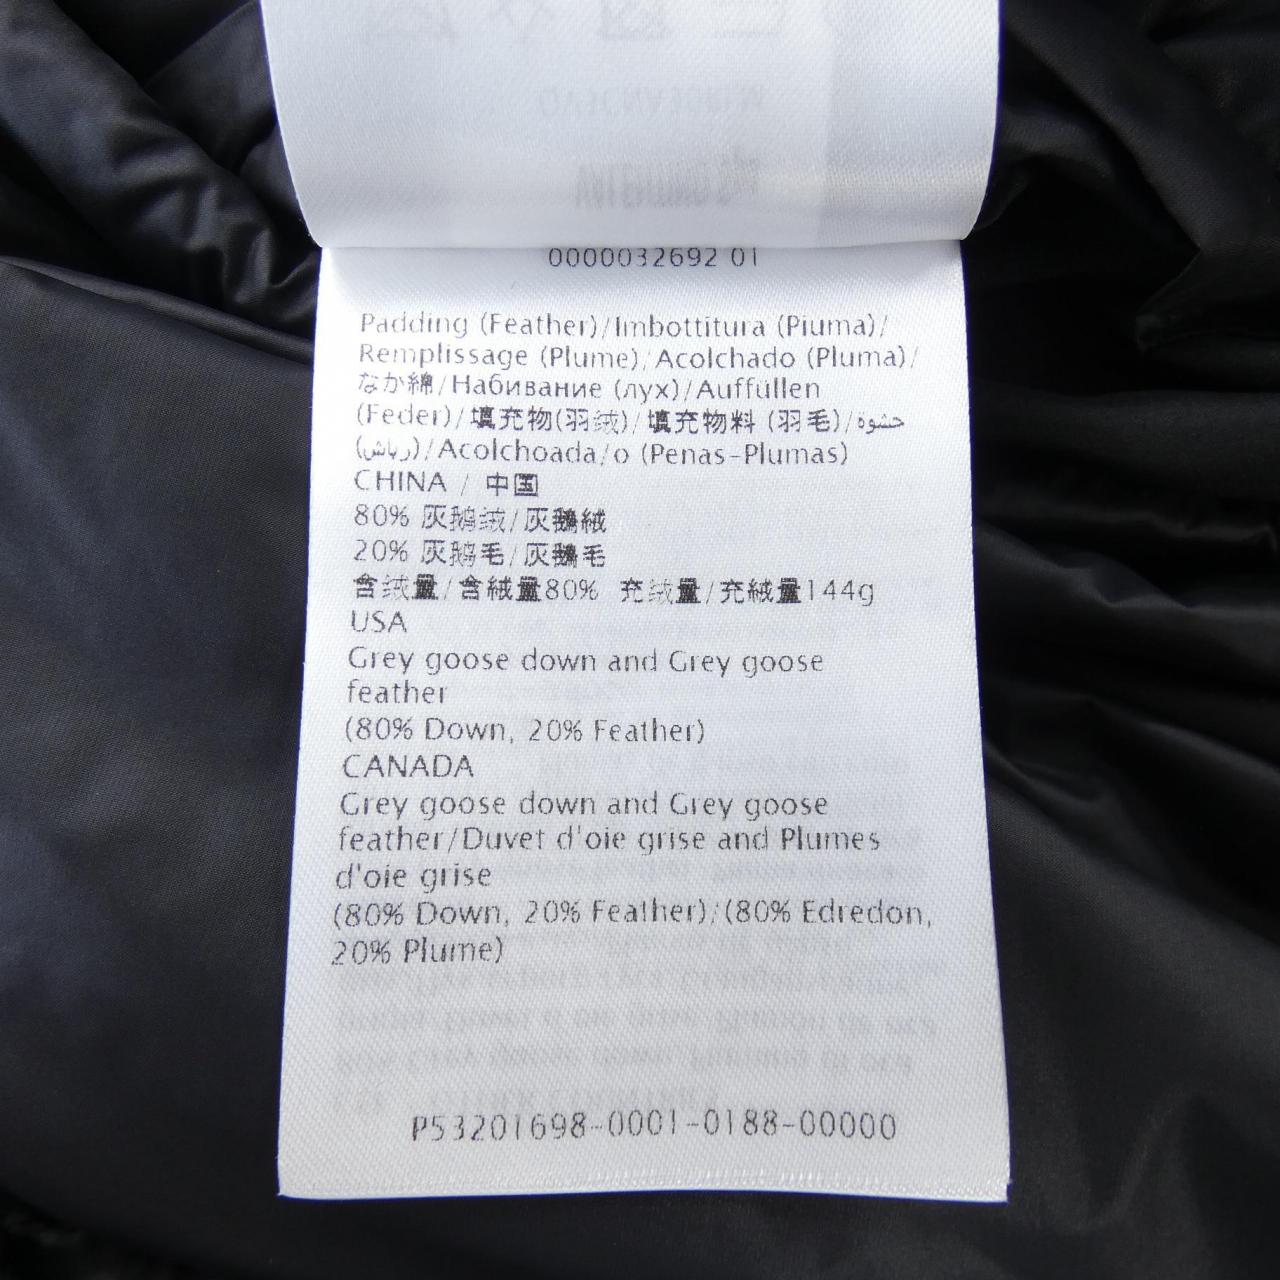 0000032692 01
Padding (Feather)/Imbottitura (Piuma)/
Remplissage (Plume)/Acolchado (Pluma)/
なか綿/Набивание (лух)/Auffüllen
(Feder)/填充物(羽绒)/填充物料 (羽毛)/حشوة
(رياش)/Acolchoada/o (Penas-Plumas)
CHINA / 中国
80% 灰鹅绒/灰鵝絨
20% 灰鹅毛/灰鵝毛
含绒量/含絨量80% 充绒量/充絨量144g
USA
Grey goose down and Grey goose
feather
(80% Down, 20% Feather)
CANADA
Grey goose down and Grey goose
feather/Duvet d'oie grise and Plumes
d'oie grise
(80% Down, 20% Feather)/(80% Edredon,
20% Plume)
P53201698-0001-0188-00000